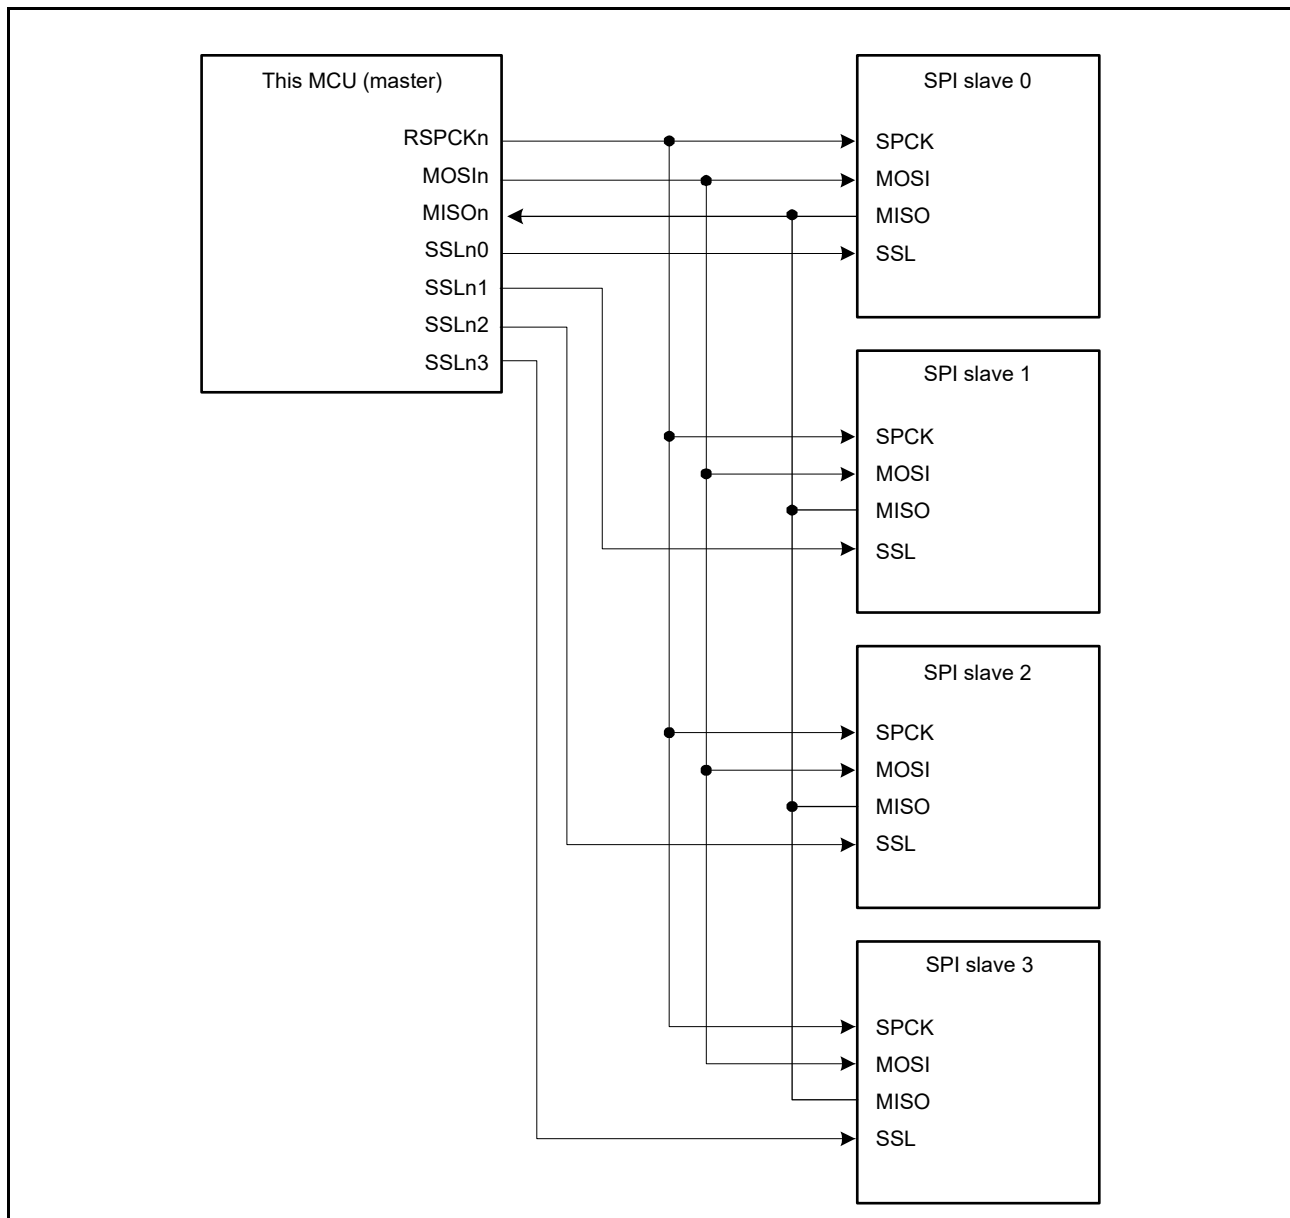 This MCU (master)
RSPCKn
MOSIn
MISOn
SSLn0
SSLn1
SSLn2
SSLn3
SPI slave 0
SPCK
MOSI
MISO
SSL
SPI slave 1
SPCK
MOSI
MISO
SSL
SPI slave 2
SPCK
MOSI
MISO
SSL
SPI slave 3
SPCK
MOSI
MISO
SSL